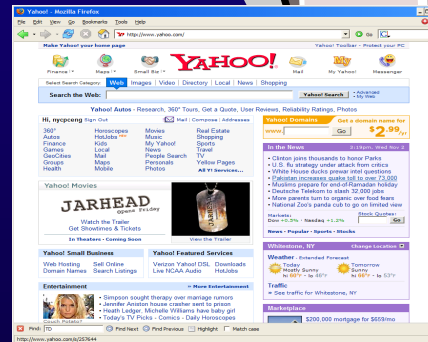 Yahoo! - Mozilla Firefox
File Edit View Go Bookmarks Tools Help
http://www.yahoo.com/
Go
Make Yahoo! your home page
Yahoo! Toolbar - Protect your PC
Finance
Maps
Small Biz
YAHOO!
My
My Yahoo!
Messenger
Select Search Category: Web | Images | Video | Directory | Local | News | Shopping
Search the Web:
Yahoo! Search
Advanced
My Web
Yahoo! Autos - Research, 360° Tours, Get a Quote, User Reviews, Reliability Ratings, Photos
Hi, nycpceng Sign Out
Mail | Compose | Addresses
360° Horoscopes Movies Real Estate
Autos HotJobs Music Shopping
Finance Kids My Yahoo! Sports
Games Local News Travel
GeoCities Mail People Search TV
Groups Maps Personals Yellow Pages
Health Mobile Photos All Y! Services...
Yahoo! Movies
JARHEAD
Opens Friday
Watch the Trailer
Get Showtimes & Tickets
In Theaters - Coming Soon
View the Trailer
Yahoo! Small Business
Web Hosting Sell Online
Domain Names Search Listings
Yahoo! Featured Services
Verizon Yahoo! DSL Downloads
Live NCAA Audio HotJobs
Entertainment
More Entertainment
Simpson sought therapy over marriage rumors
Jennifer Aniston house crasher sent to prison
Heath Ledger, Michelle Williams have baby girl
Today's TV Picks - Comics - Daily Horoscopes
Couch Potato?
Yahoo! Domains
Get a domain name for
www.
Go
$2.99/yr
In the News
2:19pm, Wed Nov 2
Clinton joins thousands to honor Parks
U.S. flu strategy under attack from critics
White House ducks prewar intel questions
Pakistan increases quake toll to over 73,000
Muslims prepare for end-of-Ramadan holiday
Deutsche Telekom to slash 32,000 jobs
More parents turn to organic over food fears
National Zoo's panda cub to go on limited view
Markets:
Dow +0.5% - Nasdaq +1.2%
Stock Quotes:
Go
News - Popular - Sports - Stocks
Whitestone, NY
Change Location
Weather - Extended Forecast
Today
Mostly Sunny
Tomorrow
Sunny
Traffic
See traffic for Whitestone, NY
Marketplace
$200,000 mortgage for $659/mo
Find: TD
Find Next
Find Previous
Highlight
Match case
http://www.yahoo.com/s/257644